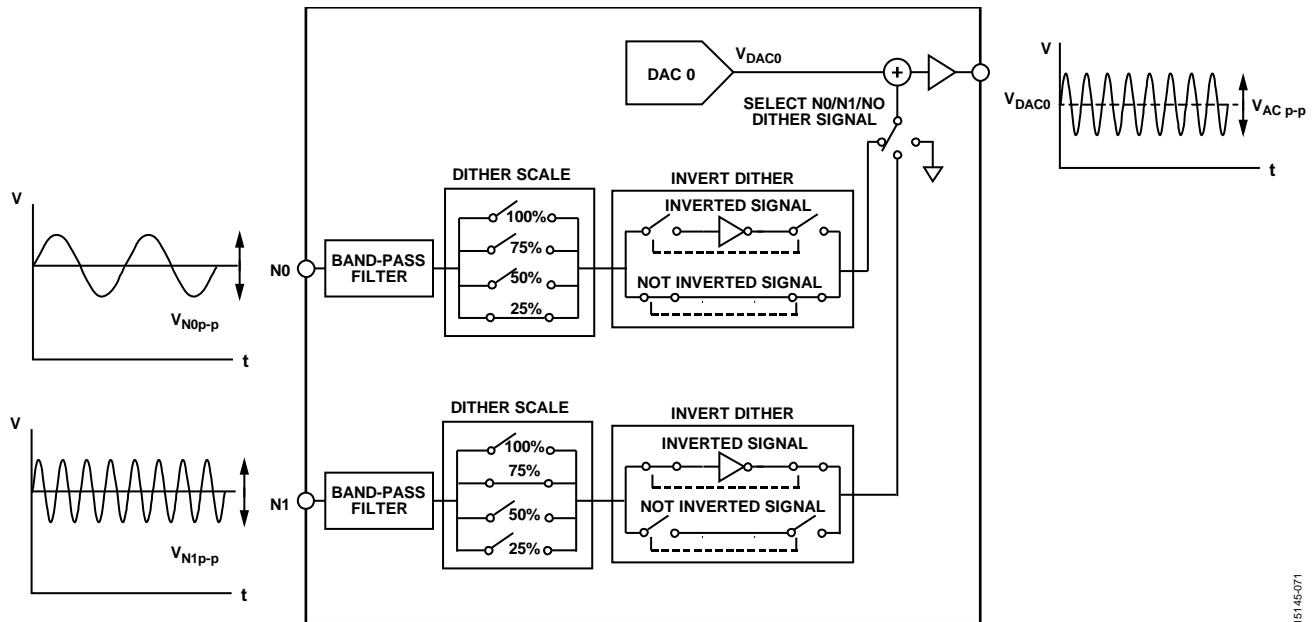 DAC 0
VDAC0
SELECT N0/N1/NO
DITHER SIGNAL
V
VDAC0
VAC p-p
t
DITHER SCALE
100%
75%
50%
25%
INVERT DITHER
INVERTED SIGNAL
NOT INVERTED SIGNAL
V
VN0p-p
t
N0
BAND-PASS
FILTER
DITHER SCALE
100%
75%
50%
25%
INVERT DITHER
INVERTED SIGNAL
NOT INVERTED SIGNAL
V
VN1p-p
t
N1
BAND-PASS
FILTER
15145-071